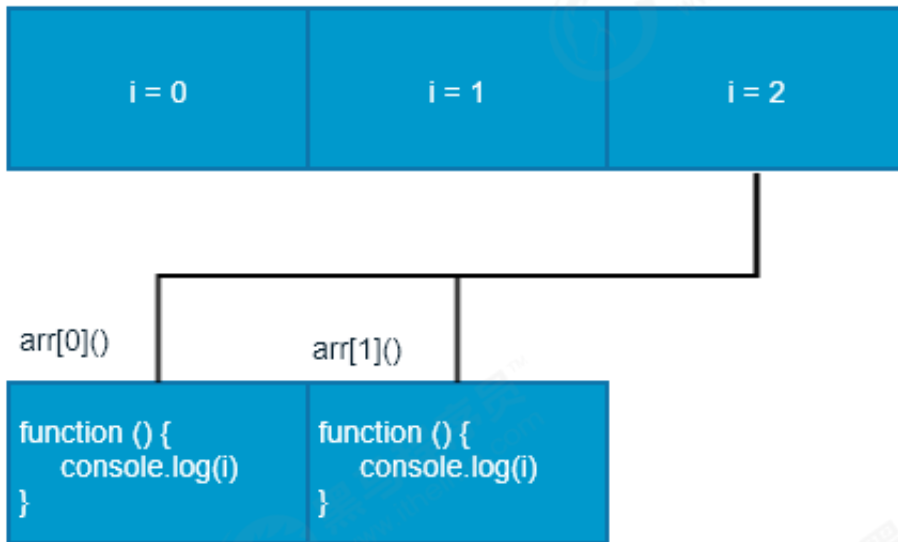 i = 0
i = 1
i = 2
arr[0]()
arr[1]()
function () {
console.log(i)
}
function () {
console.log(i)
}